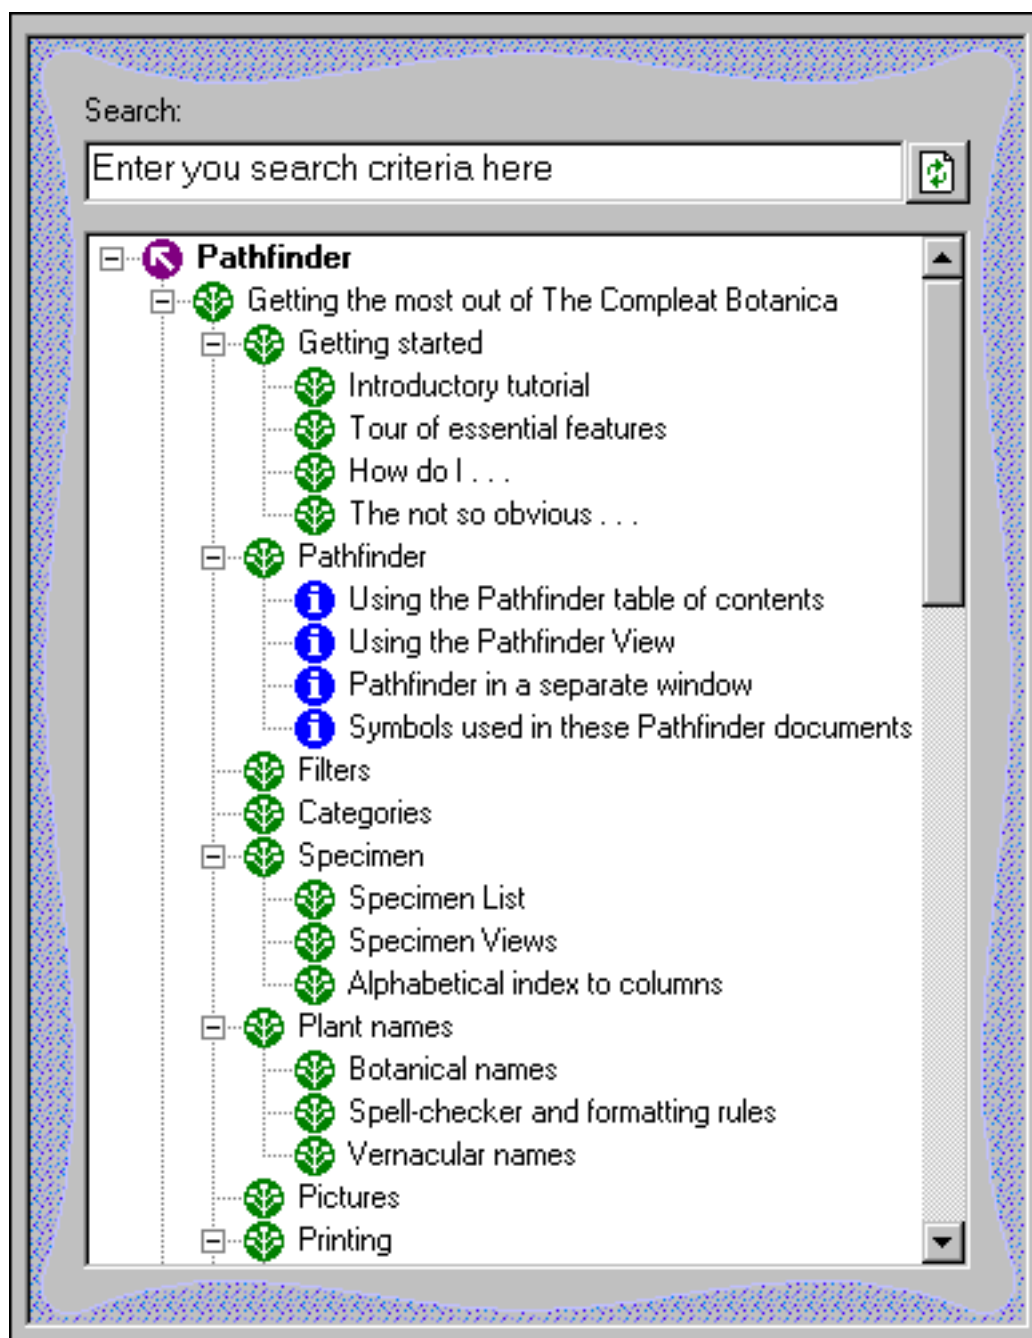 Search:
Enter you search criteria here
Pathfinder
Getting the most out of The Compleat Botanica
Getting started
Introductory tutorial
Tour of essential features
How do I . . .
The not so obvious . . .
Pathfinder
Using the Pathfinder table of contents
Using the Pathfinder View
Pathfinder in a separate window
Symbols used in these Pathfinder documents
Filters
Categories
Specimen
Specimen List
Specimen Views
Alphabetical index to columns
Plant names
Botanical names
Spell-checker and formatting rules
Vernacular names
Pictures
Printing